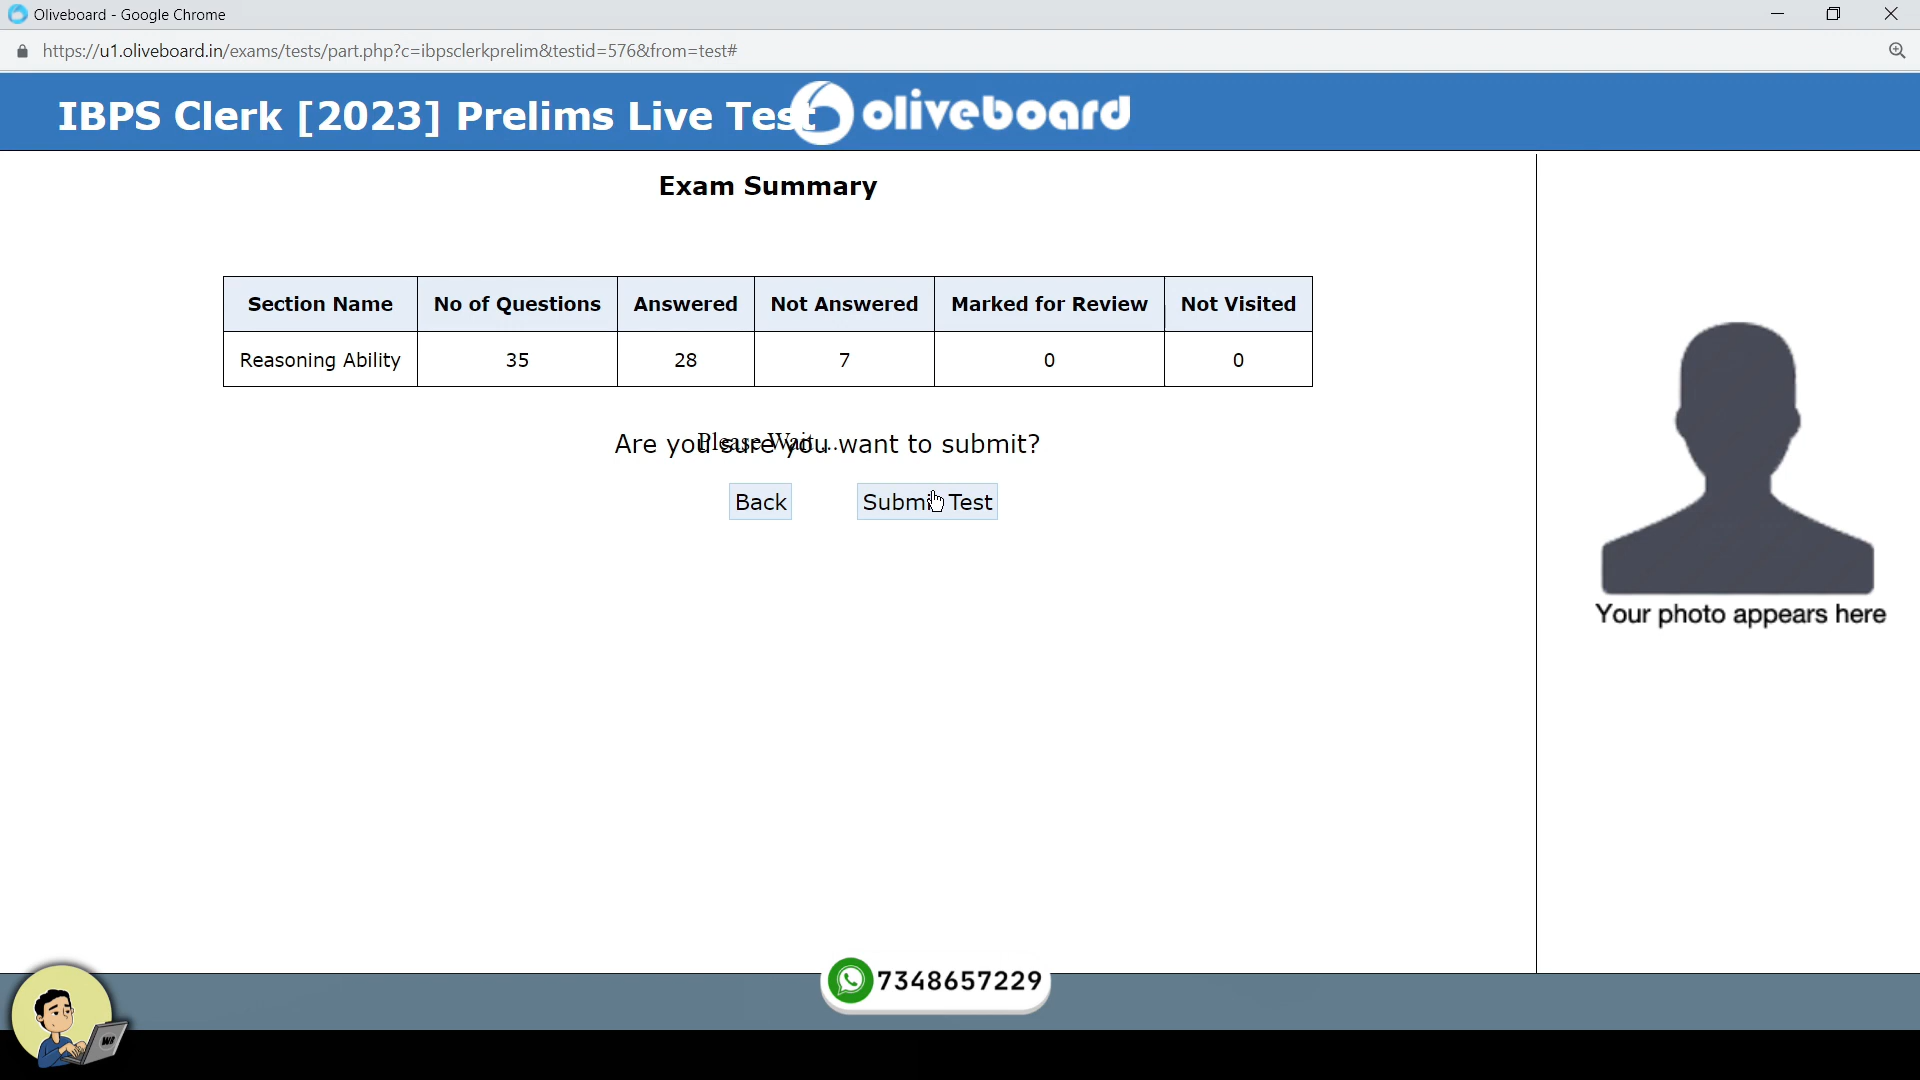 Oliveboard - Google Chrome
https://u1.oliveboard.in/exams/tests/part.php?c=ibpsclerkprelim&testid=576&from=test#
IBPS Clerk [2023] Prelims Live Test
oliveboard
Exam Summary
Section Name No of Questions Answered Not Answered Marked for Review Not Visited
Reasoning Ability 35 28 7 0 0
Are you sure you want to submit?
Please Wait ...
Back Submit Test
Your photo appears here
7348657229